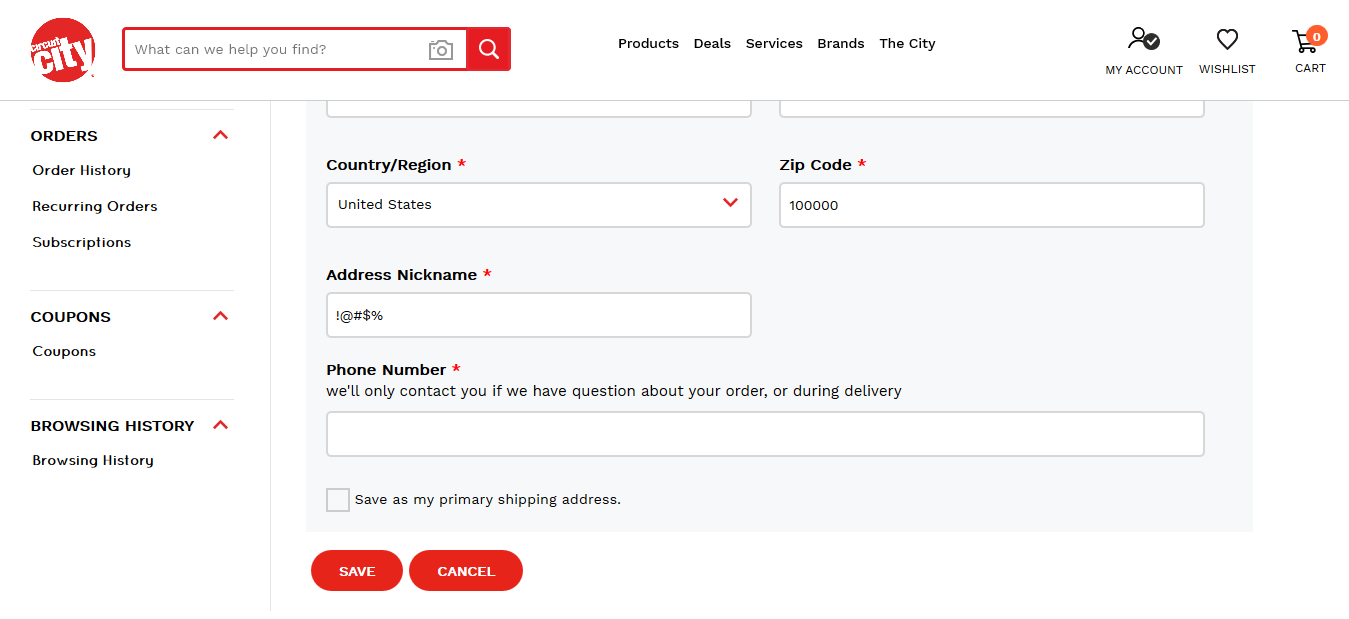 circuit
city
What can we help you find?
Products Deals Services Brands The City
MY ACCOUNT
WISHLIST
0
CART
ORDERS
Order History
Recurring Orders
Subscriptions
COUPONS
Coupons
BROWSING HISTORY
Browsing History
Country/Region *
United States
Zip Code *
100000
Address Nickname *
!@#$%
Phone Number *
we'll only contact you if we have question about your order, or during delivery
Save as my primary shipping address.
SAVE
CANCEL